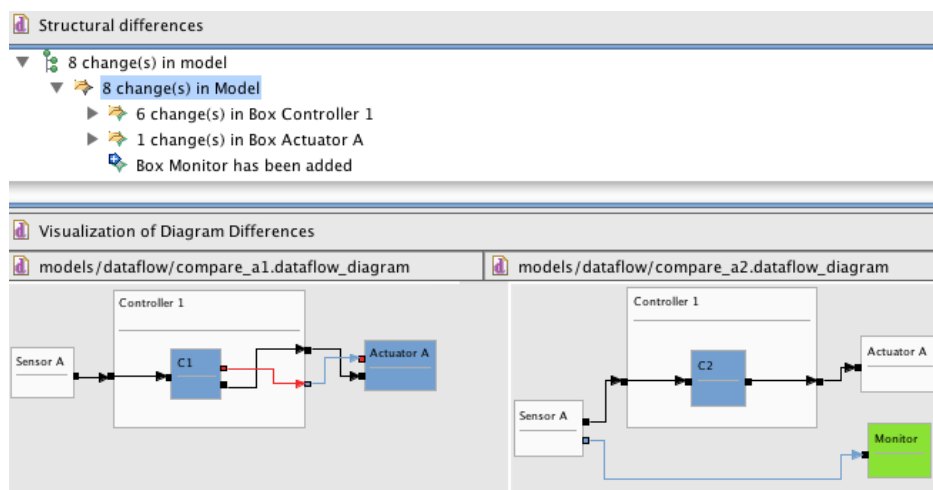 Structural differences
8 change(s) in model
8 change(s) in Model
6 change(s) in Box Controller 1
1 change(s) in Box Actuator A
Box Monitor has been added
Visualization of Diagram Differences
models/dataflow/compare_a1.dataflow_diagram
models/dataflow/compare_a2.dataflow_diagram
Controller 1
Sensor A
C1
Actuator A
Controller 1
C2
Actuator A
Sensor A
Monitor